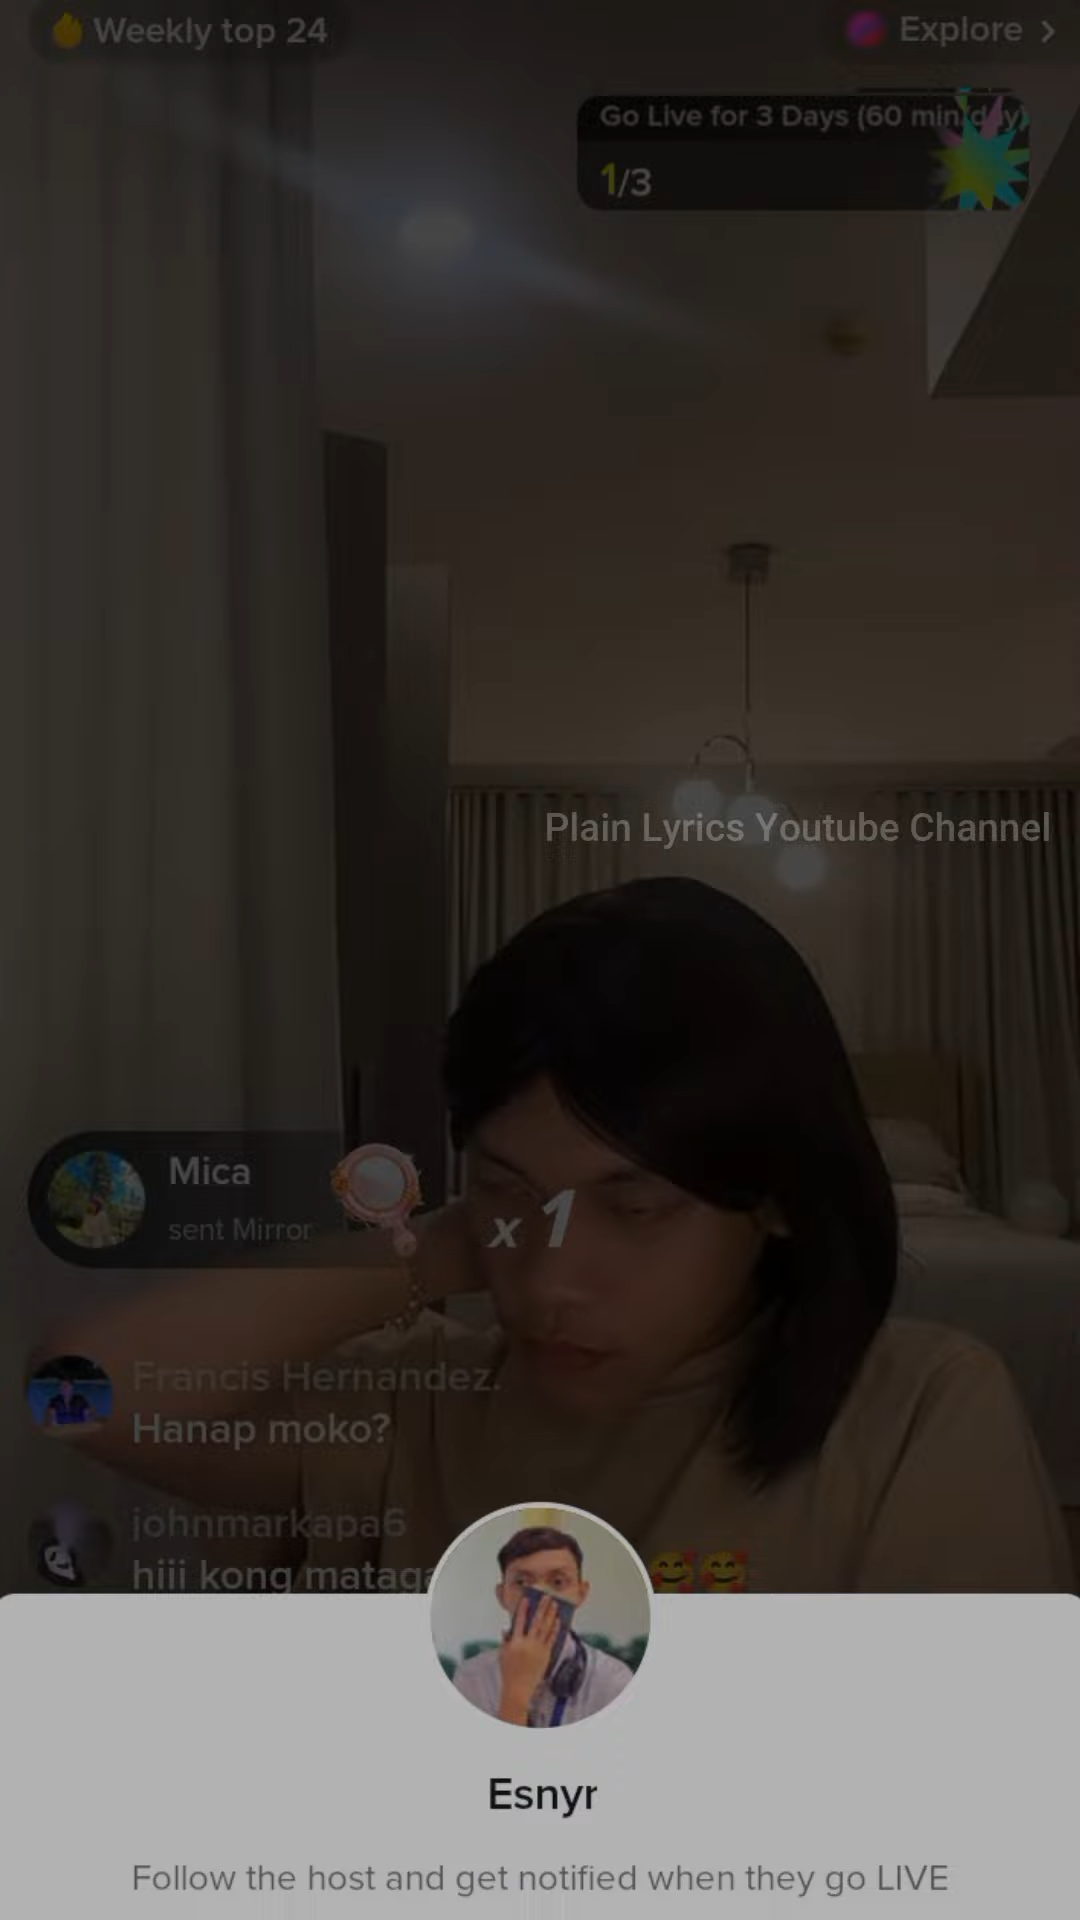 Weekly top 24
Explore >
Go Live for 3 Days (60 min/day)
1/3
Plain Lyrics Youtube Channel
Mica
sent Mirror
x 1
Francis Hernandez.
Hanap moko?
johnmarkapa6
hiii kong
Esnyr
Follow the host and get notified when they go LIVE